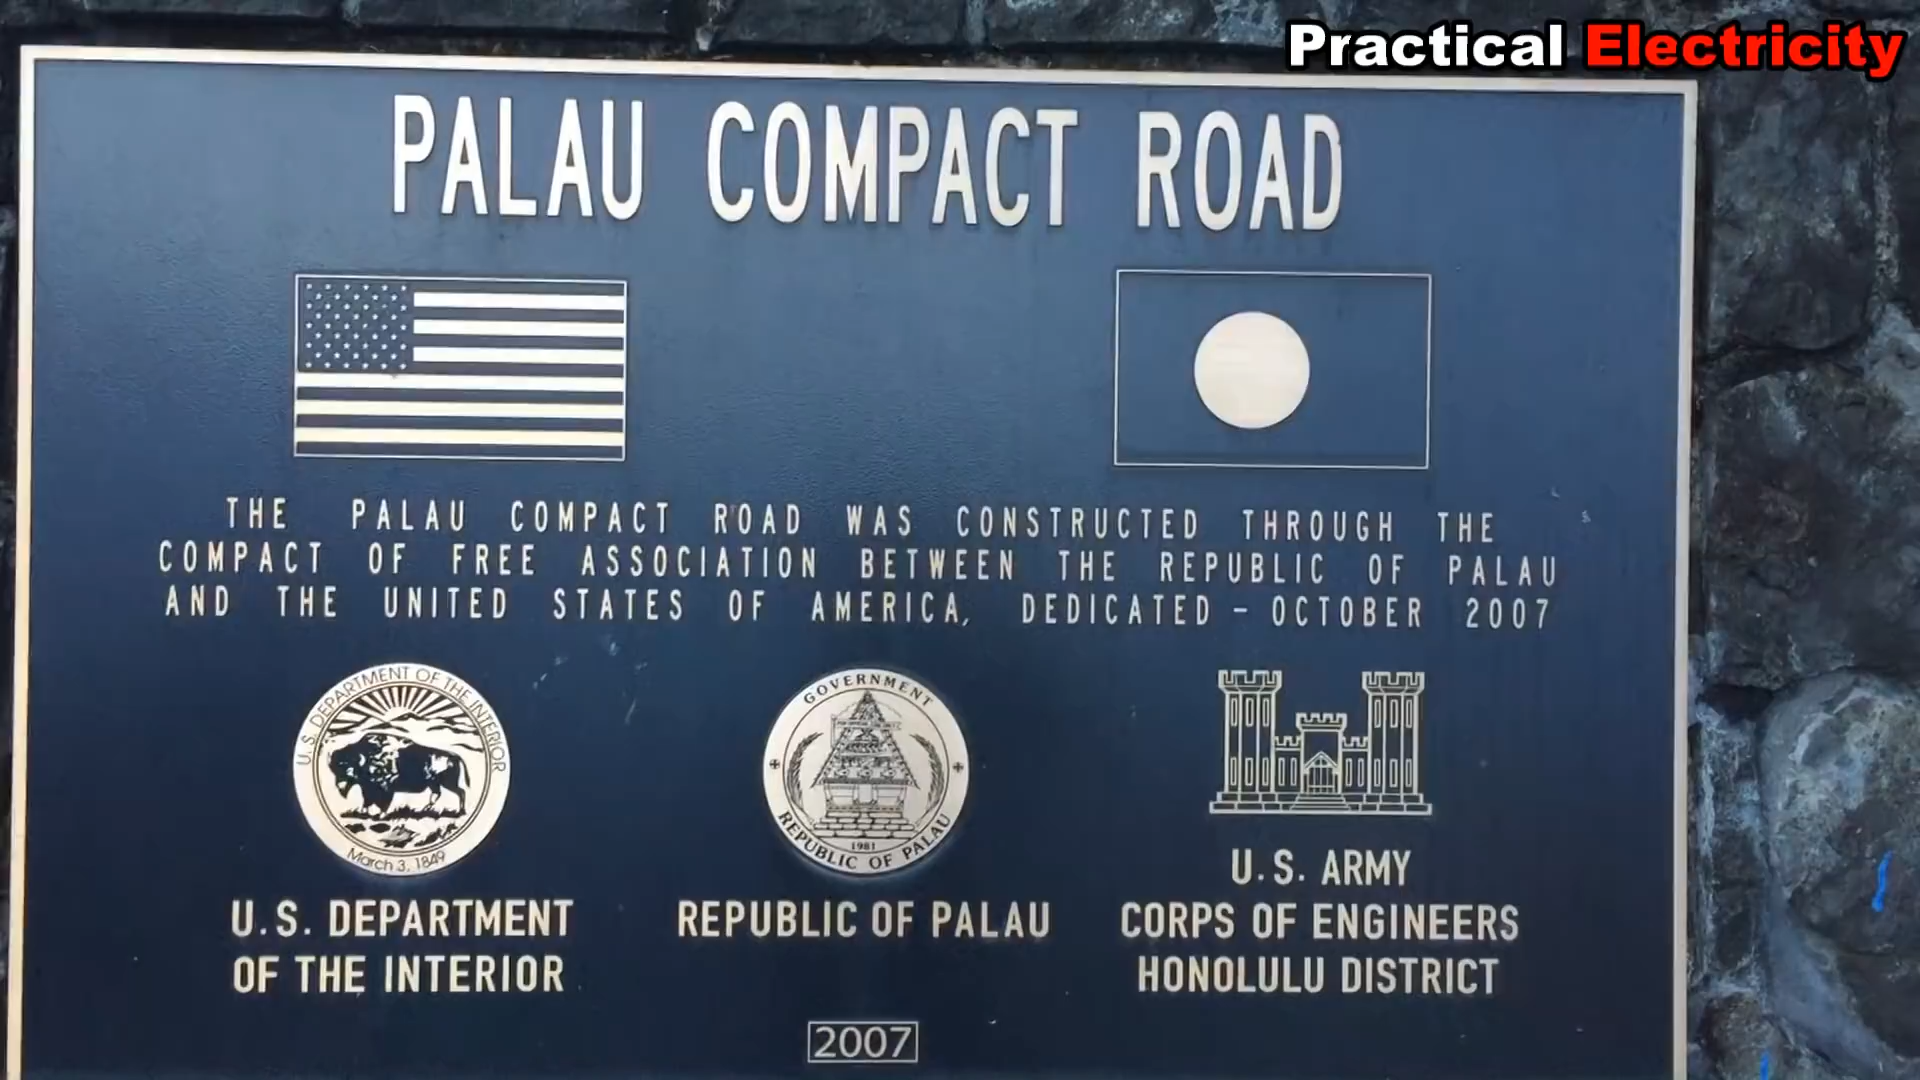 Practical Electricity
PALAU COMPACT ROAD
THE PALAU COMPACT ROAD WAS CONSTRUCTED THROUGH THE
COMPACT OF FREE ASSOCIATION BETWEEN THE REPUBLIC OF PALAU
AND THE UNITED STATES OF AMERICA, DEDICATED - OCTOBER 2007
U.S. DEPARTMENT OF THE INTERIOR
March 3, 1849
GOVERNMENT
1981
REPUBLIC OF PALAU
U.S. DEPARTMENT
OF THE INTERIOR
REPUBLIC OF PALAU
U.S. ARMY
CORPS OF ENGINEERS
HONOLULU DISTRICT
2007